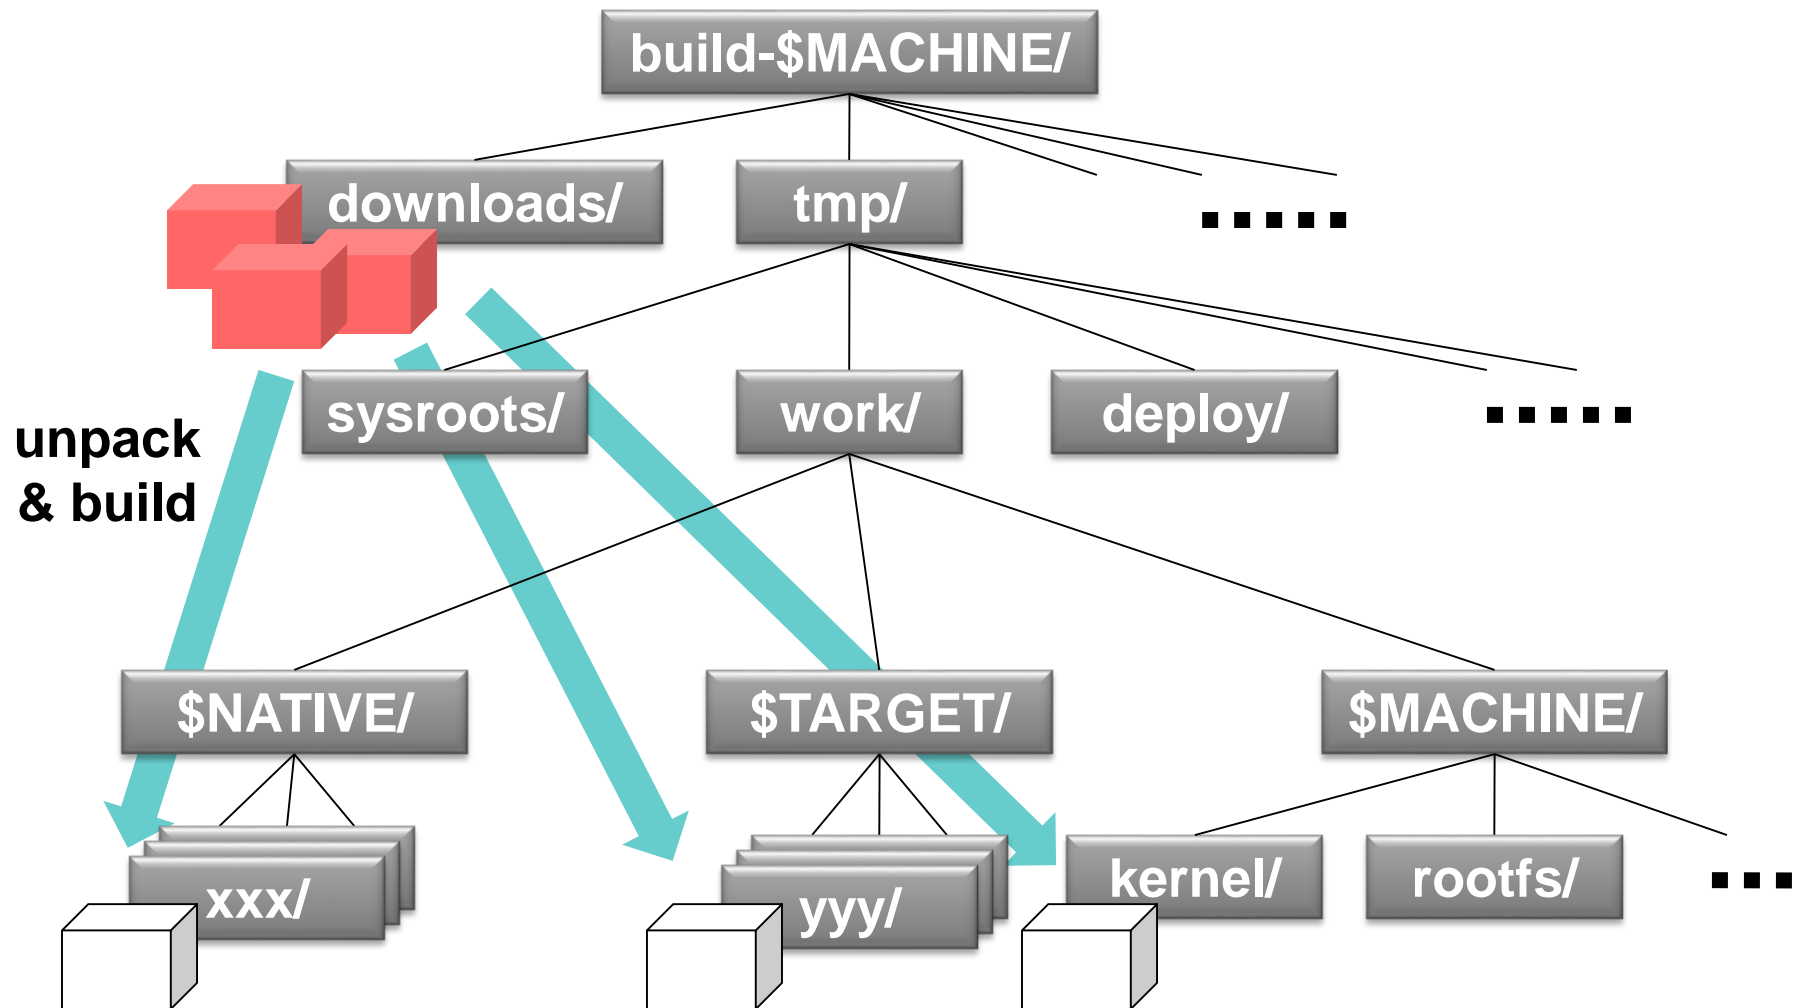 build-$MACHINE/
downloads/
tmp/
.....
sysroots/
work/
deploy/
.....
unpack
& build
$NATIVE/
$TARGET/
$MACHINE/
xxx/
yyy/
kernel/
rootfs/
...